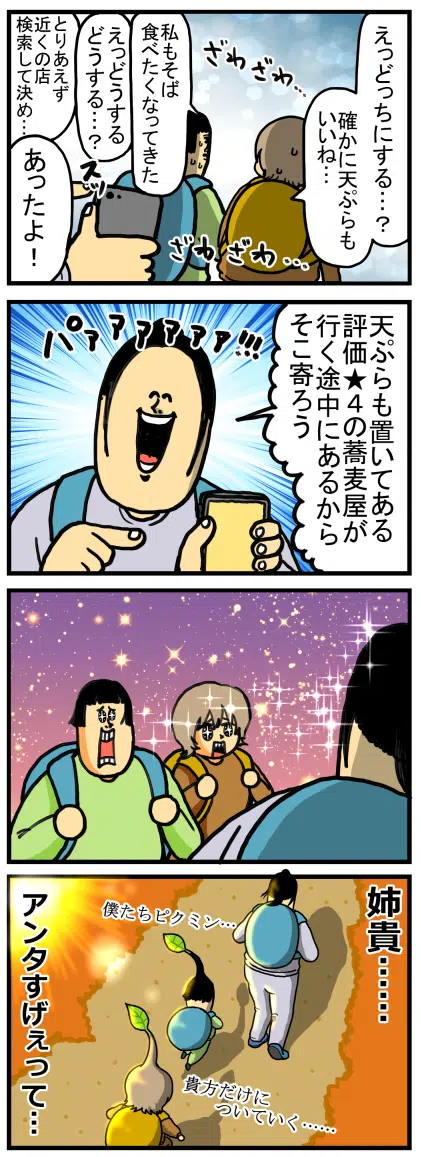 えっどっちにする…？
確かに天ぷらも
いいね…
ざわざわ…
私もそば
食べたくなってきた
えっどうする
どうする…？
とりあえず
近くの店
検索して決め…
スッ
あったよ！
ざわざわ…
天ぷらも置いてある
評価★４の蕎麦屋が
行く途中にあるから
そこ寄ろう
パァァァァァァ!!!
姉貴……
僕たちピクミン…
貴方だけに
ついていく……
アンタすげぇって…